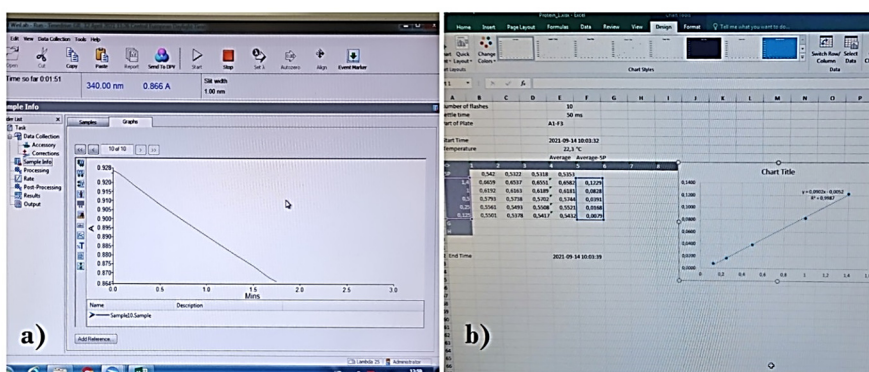 Edit View Data Collection Tools Help
Open
Cut
Copy
Paste
Report
Send To DPV
Start
Stop
Set λ
Autozero
Align
Event Marker
Time so far 0:01:51
340.00 nm
0.866 A
Slit width
1.00 nm
Sample Info
Task
Data Collection
Accessory
Corrections
Sample Info
Processing
Rate
Post-Processing
Results
Output
Samples
Graphs
10 of 10
0.928
0.920
0.915
0.910
0.905
0.900
0.895
0.890
0.885
0.880
0.875
0.870
0.864
A
0.0 0.5 1.0 1.5 2.0 2.5 3.0
Mins
Name Description
Sample10.Sample
Add Reference...
Lambda 25
Administrator
a)
Home Insert Page Layout Formulas Data Review View Design Format Tell me what you want to do...
Quick
Change
Colors
Chart Styles
Switch Row/
Column
Select
Data
Data
A B C D E F G H I J K L M N O P
Number of flashes 10
Settle time 50 ms
Part of Plate A1-F3
Start Time 2021-09-14 10:03:32
Temperature 22,3 °C
Average Average-SP
0,542 0,5322 0,5318 0,5353
0,6659 0,6537 0,6551 0,6582 0,1229
0,6192 0,6163 0,6189 0,6181 0,0828
0,5793 0,5738 0,5702 0,5744 0,0391
0,5561 0,5493 0,5508 0,5521 0,0168
0,5501 0,5378 0,5417 0,5432 0,0079
End Time 2021-09-14 10:03:39
Chart Title
0,1400
0,1200
0,1000
0,0800
0,0600
0,0400
0,0200
0,0000
y = 0,0902x - 0,0052
R² = 0,9987
0 0,2 0,4 0,6 0,8 1 1,2 1,4
b)